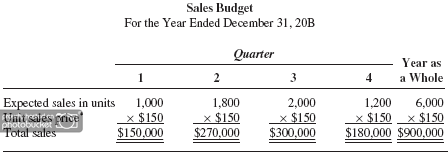 Sales Budget
For the Year Ended December 31, 20B
Quarter
Year as
1 2 3 4 a Whole
Expected sales in units 1,000 1,800 2,000 1,200 6,000
Unit sales price × $150 × $150 × $150 × $150 × $150
Total sales $150,000 $270,000 $300,000 $180,000 $900,000
photobucket